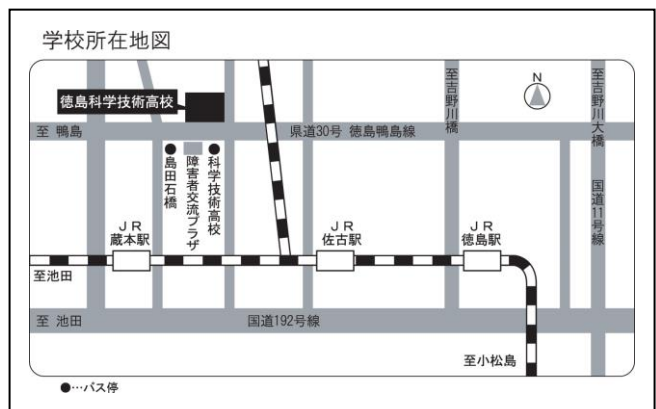 学校所在地図
徳島科学技術高校
至 鴨島
県道30号 徳島鴨島線
至吉野川橋
N
至吉野川大橋
国道11号線
島田石橋
障害者交流プラザ
科学技術高校
JR
蔵本駅
JR
佐古駅
JR
徳島駅
至池田
至 池田
国道192号線
至小松島
●…バス停